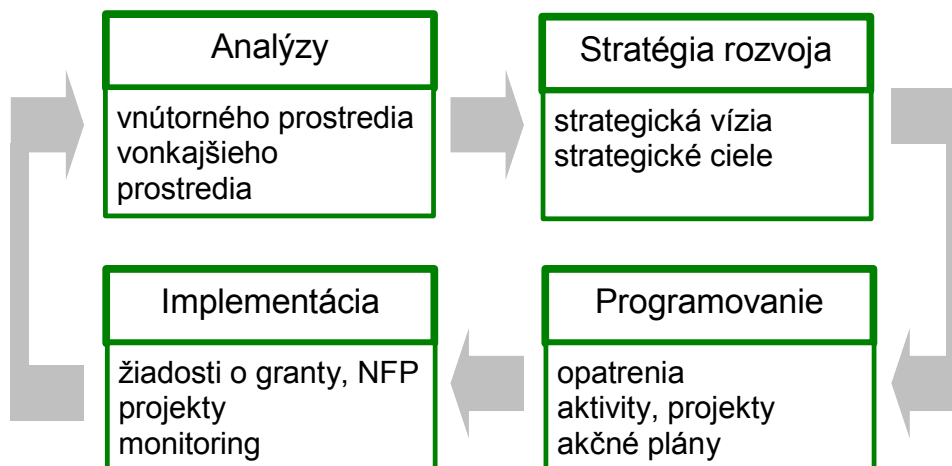 Analýzy
vnútorného prostredia
vonkajšieho
prostredia
Stratégia rozvoja
strategická vízia
strategické ciele
Implementácia
žiadosti o granty, NFP
projekty
monitoring
Programovanie
opatrenia
aktivity, projekty
akčné plány